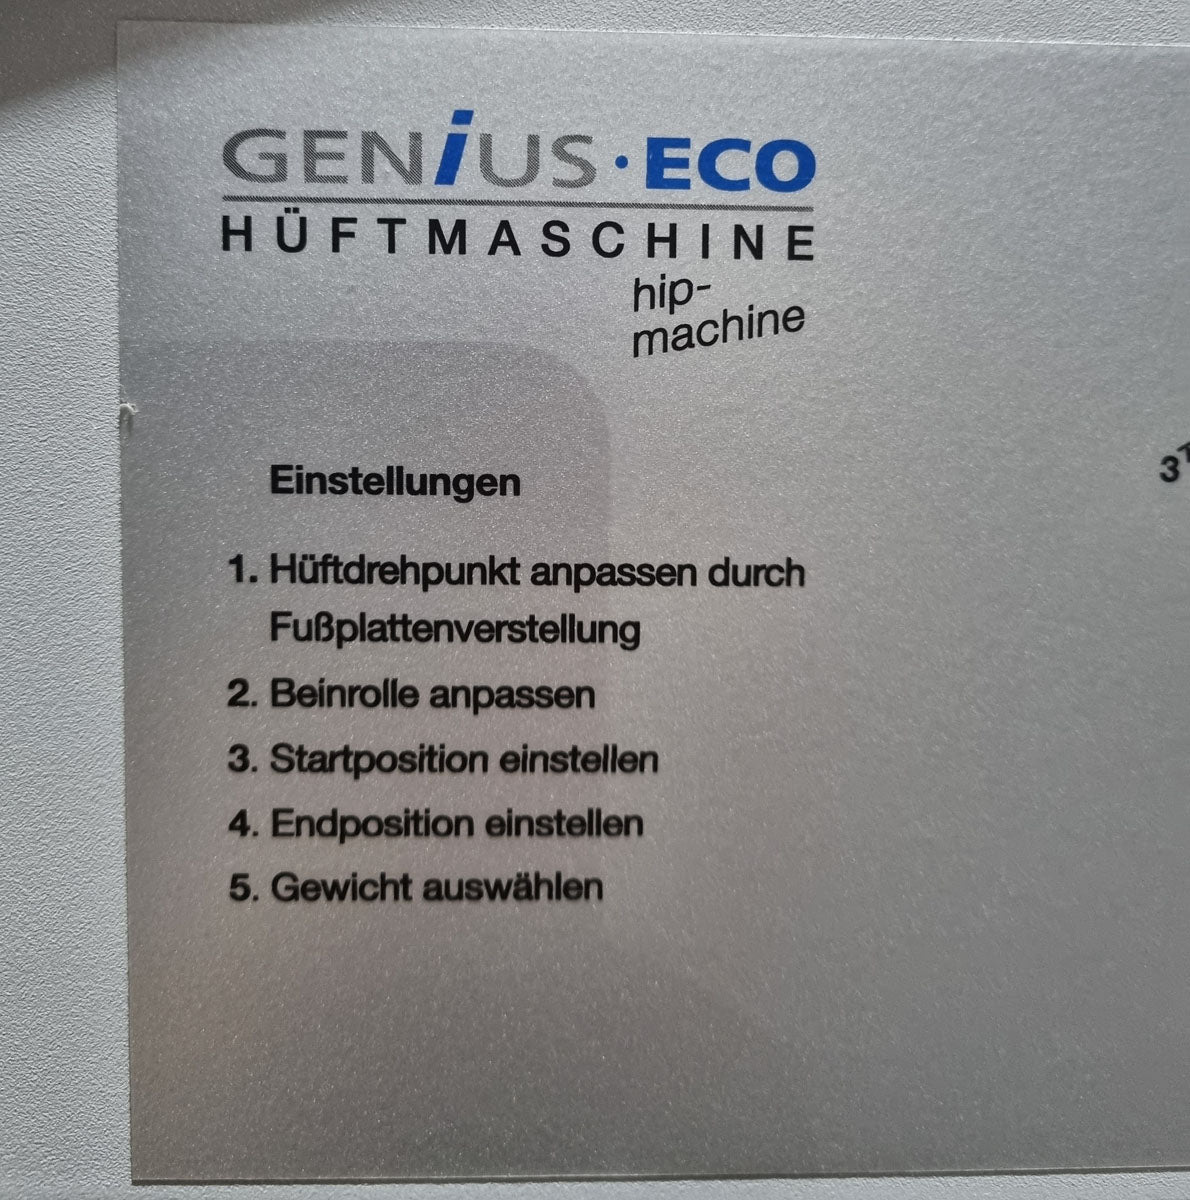 GENiUS · ECO
HÜFTMASCHINE
hip-
machine
Einstellungen
1. Hüftdrehpunkt anpassen durch
Fußplattenverstellung
2. Beinrolle anpassen
3. Startposition einstellen
4. Endposition einstellen
5. Gewicht auswählen
3